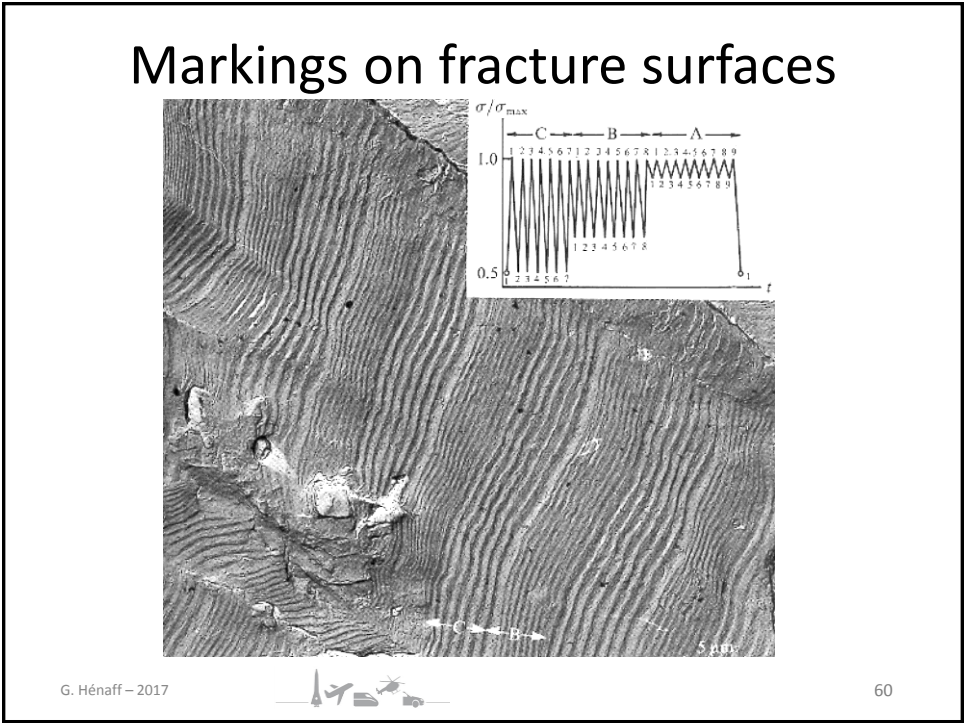 Markings on fracture surfaces
σ/σmax
C B A
1 2 3 4 5 6 7 1 2 3 4 5 6 7 8 1 2 3 4 5 6 7 8 9
1.0
1 2 3 4 5 6 7 8 9
1 2 3 4 5 6 7 8
0.5
1 2 3 4 5 6 7
1
t
C B
5 μm
G. Hénaff – 2017
60